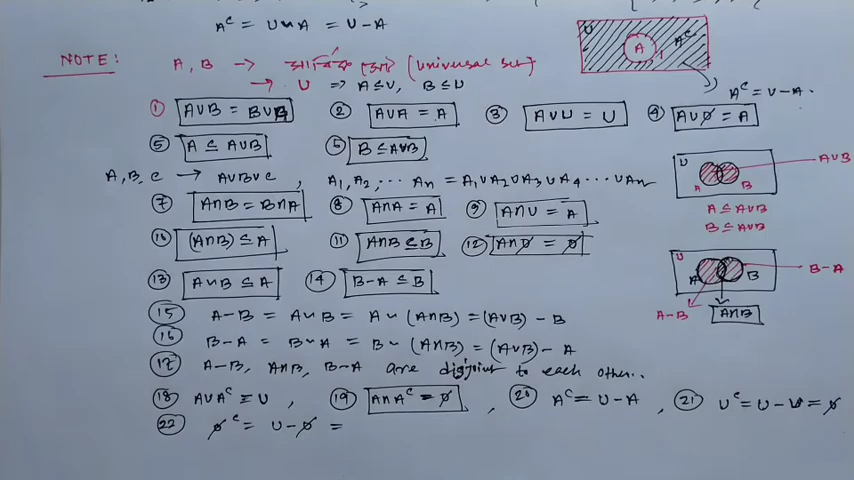 Aᶜ = U ∼ A = U − A
U A Aᶜ
NOTE: A, B → (universal set)
→ U ⇒ A ⊆ U, B ⊆ U
Aᶜ = U − A.
① A∪B = B∪A ② A∪A = A ③ A∪U = U ④ A∪∅ = A
⑤ A ⊆ A∪B ⑥ B ⊆ A∪B
U A B A∪B
A, B, C → A∪B∪C , A₁, A₂, ... Aₙ = A₁∪A₂∪A₃∪A₄ ... ∪Aₙ
⑦ A∩B = B∩A ⑧ A∩A = A ⑨ A∩U = A
A ⊆ A∪B
B ⊆ A∪B
⑩ (A∩B) ⊆ A ⑪ A∩B ⊆ B ⑫ A∩∅ = ∅
U A B B−A
⑬ A∪B ⊆ A ⑭ B−A ⊆ B
A−B A∩B
⑮ A−B = A∪B = A ∼ (A∩B) = (A∪B) − B
⑯ B−A = B∼A = B ∼ (A∩B) = (A∪B) − A
⑰ A−B, A∩B, B−A are digjoint to each other..
⑱ A∪Aᶜ = U , ⑲ A∩Aᶜ = ∅ , ⑳ Aᶜ = U−A , ㉑ Uᶜ = U−U = ∅
㉒ ∅ᶜ = U−∅ =